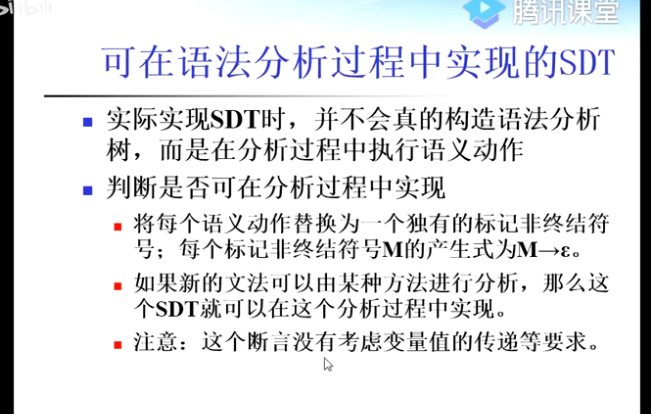 腾讯课堂
可在语法分析过程中实现的SDT
实际实现SDT时，并不会真的构造语法分析
树，而是在分析过程中执行语义动作
判断是否可在分析过程中实现
将每个语义动作替换为一个独有的标记非终结符
号；每个标记非终结符号M的产生式为M→ε。
如果新的文法可以由某种方法进行分析，那么这
个SDT就可以在这个分析过程中实现。
注意：这个断言没有考虑变量值的传递等要求。